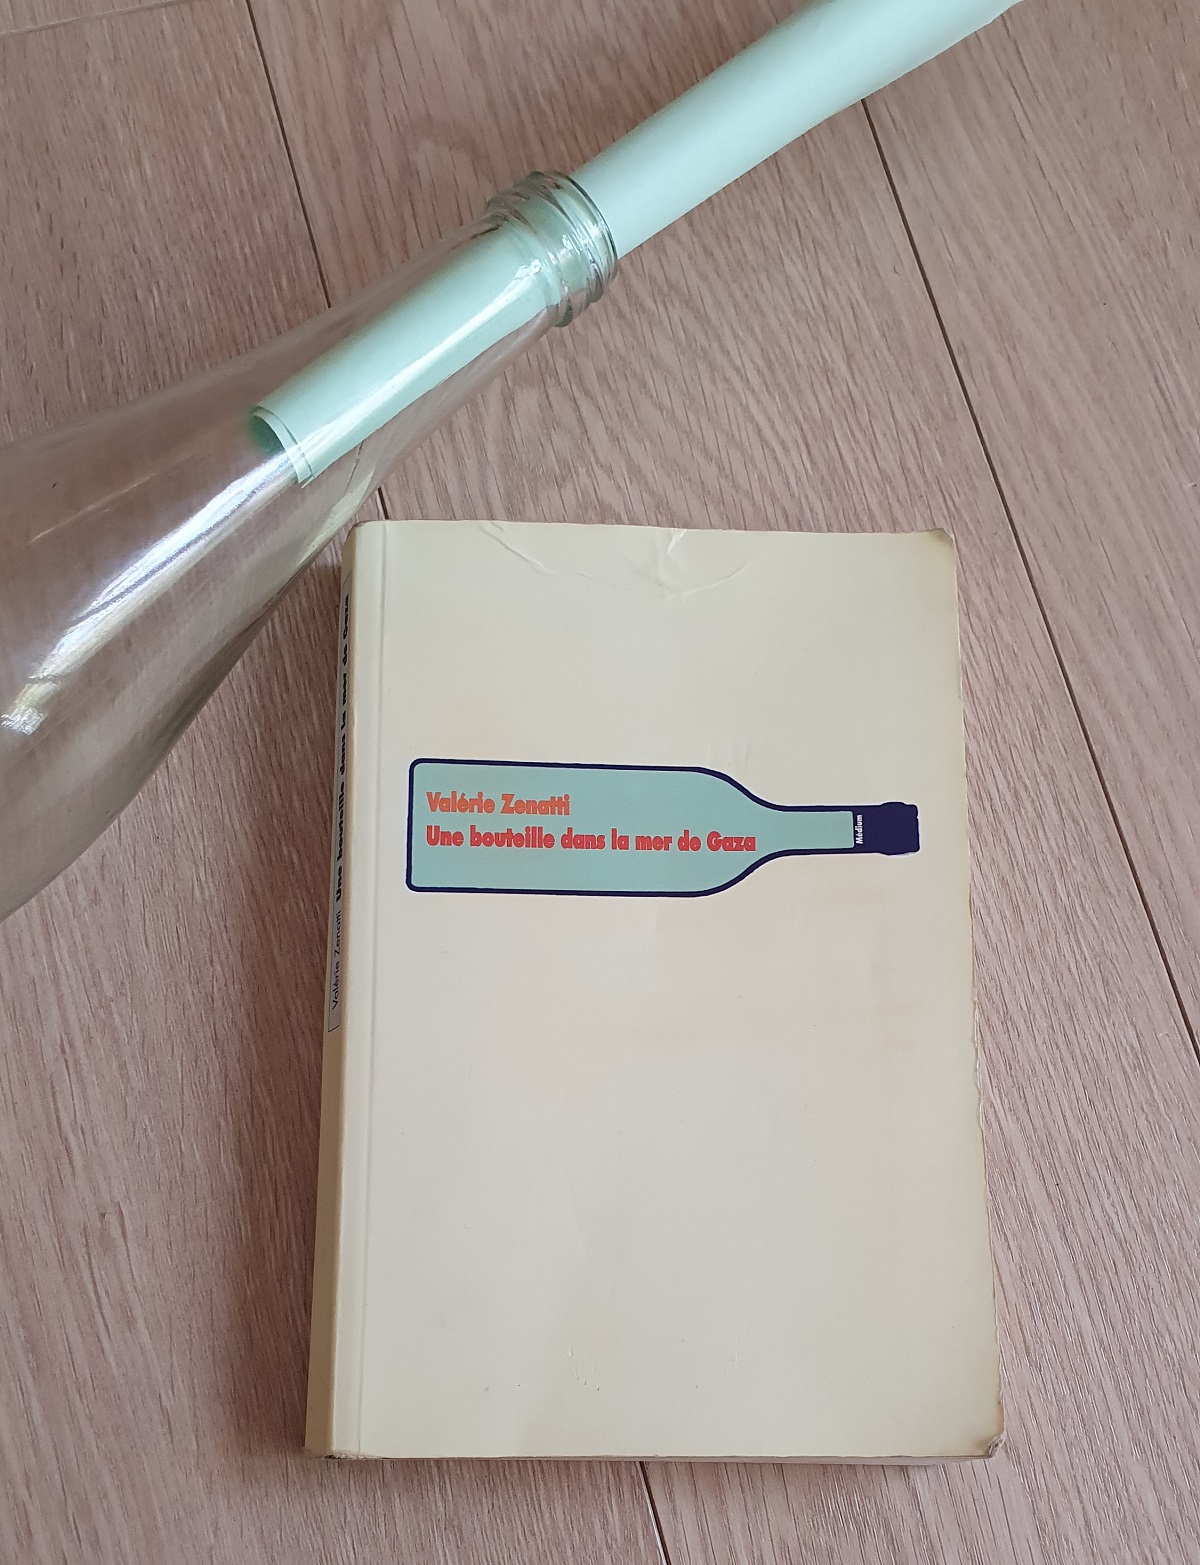 Valérie Zenatti
Une bouteille dans la mer de Gaza
Médium
Valérie Zenatti Une bouteille dans la mer de Gaza